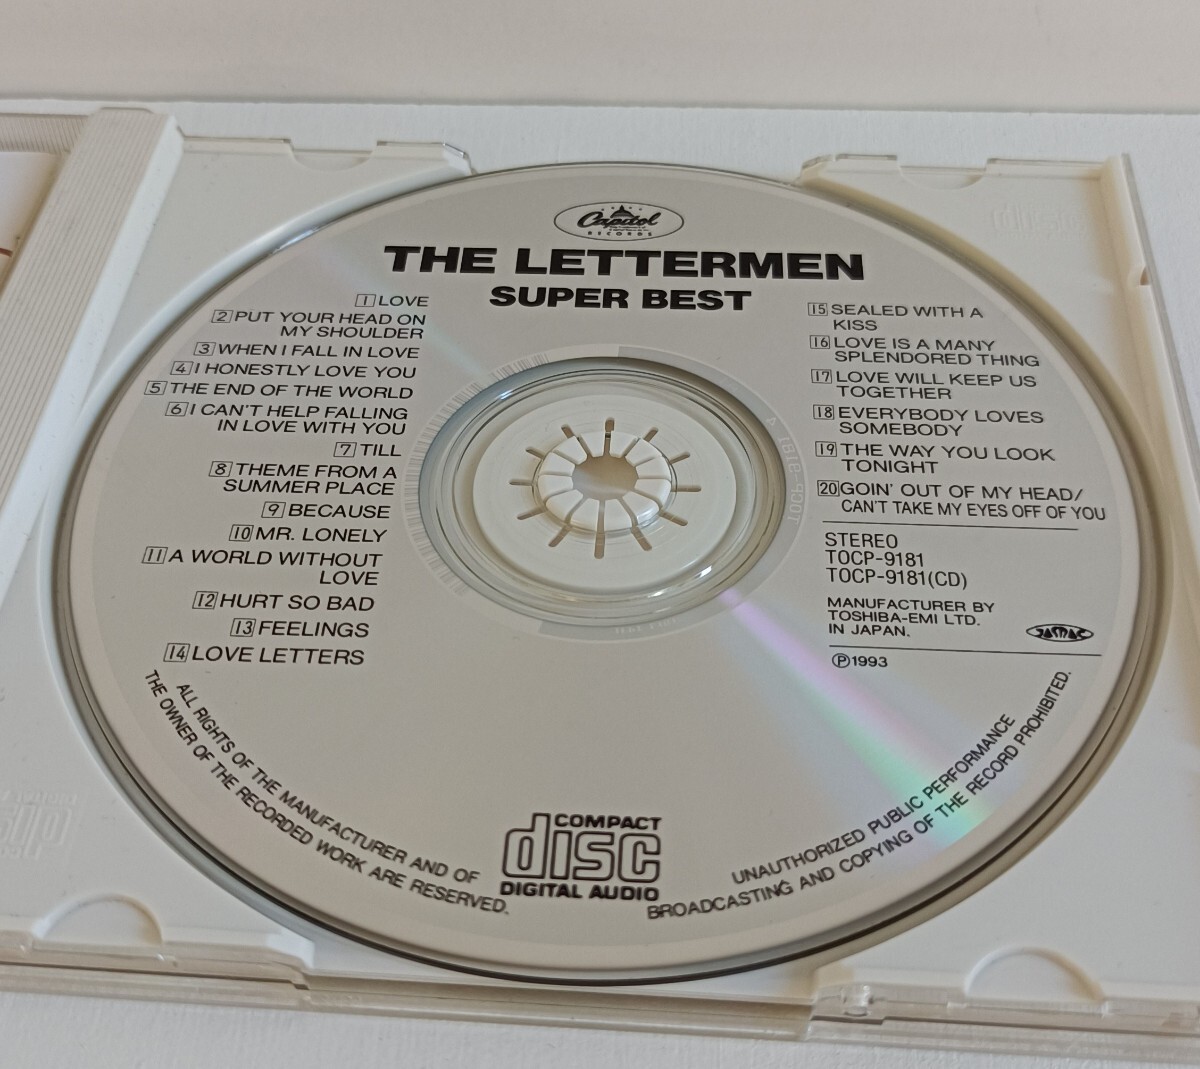 Capitol
RECORDS
THE LETTERMEN
SUPER BEST
1 LOVE
2 PUT YOUR HEAD ON
MY SHOULDER
3 WHEN I FALL IN LOVE
4 I HONESTLY LOVE YOU
5 THE END OF THE WORLD
6 I CAN'T HELP FALLING
IN LOVE WITH YOU
7 TILL
8 THEME FROM A
SUMMER PLACE
9 BECAUSE
10 MR. LONELY
11 A WORLD WITHOUT
LOVE
12 HURT SO BAD
13 FEELINGS
14 LOVE LETTERS
15 SEALED WITH A
KISS
16 LOVE IS A MANY
SPLENDORED THING
17 LOVE WILL KEEP US
TOGETHER
18 EVERYBODY LOVES
SOMEBODY
19 THE WAY YOU LOOK
TONIGHT
20 GOIN' OUT OF MY HEAD/
CAN'T TAKE MY EYES OFF OF YOU
STEREO
TOCP-9181
TOCP-9181(CD)
MANUFACTURER BY
TOSHIBA-EMI LTD.
IN JAPAN.
JASRAC
Ⓟ1993
ALL RIGHTS OF THE MANUFACTURER AND OF
THE OWNER OF THE RECORDED WORK ARE RESERVED.
UNAUTHORIZED PUBLIC PERFORMANCE
BROADCASTING AND COPYING OF THE RECORD PROHIBITED.
COMPACT
disc
DIGITAL AUDIO